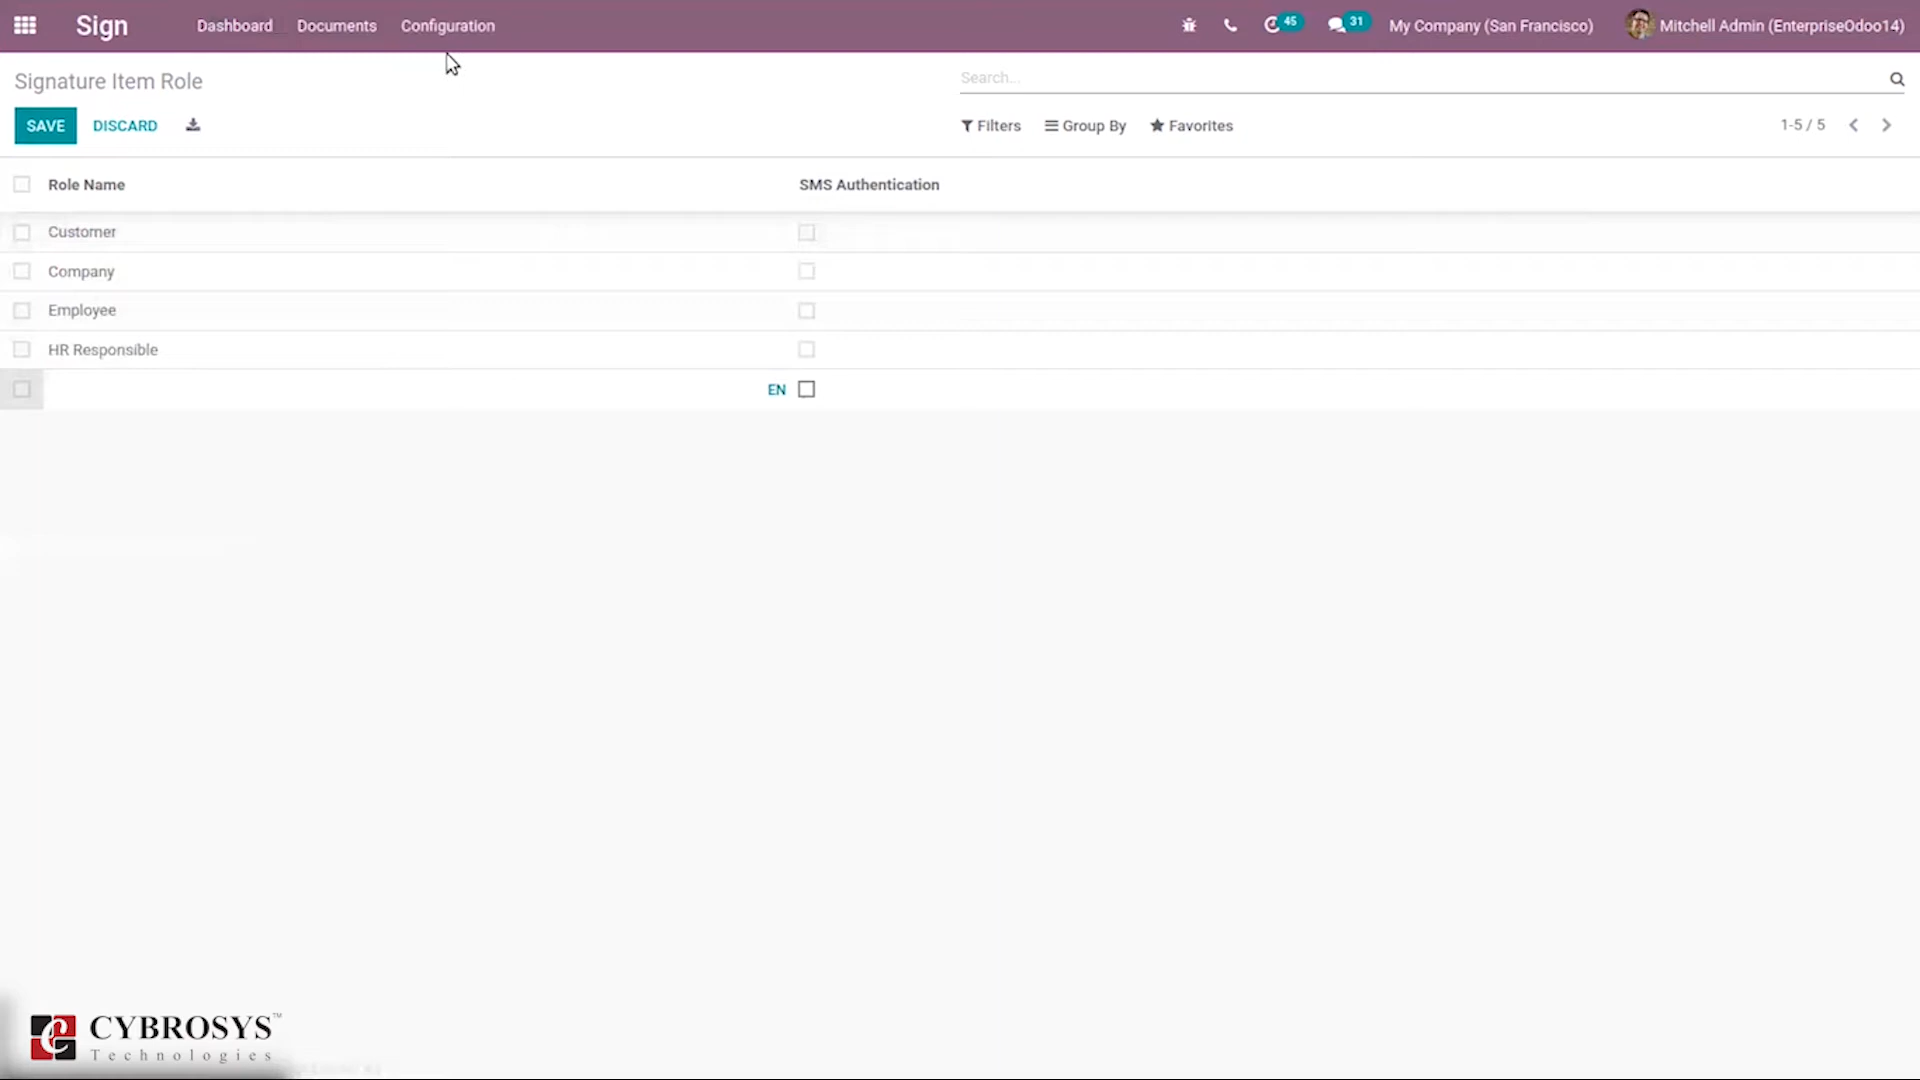 Sign Dashboard Documents Configuration 45 31 My Company (San Francisco) Mitchell Admin (EnterpriseOdoo14)
Signature Item Role Search...
SAVE DISCARD Filters Group By Favorites 1-5 / 5
Role Name SMS Authentication
Customer
Company
Employee
HR Responsible
EN
CYBROSYS™
Technologies